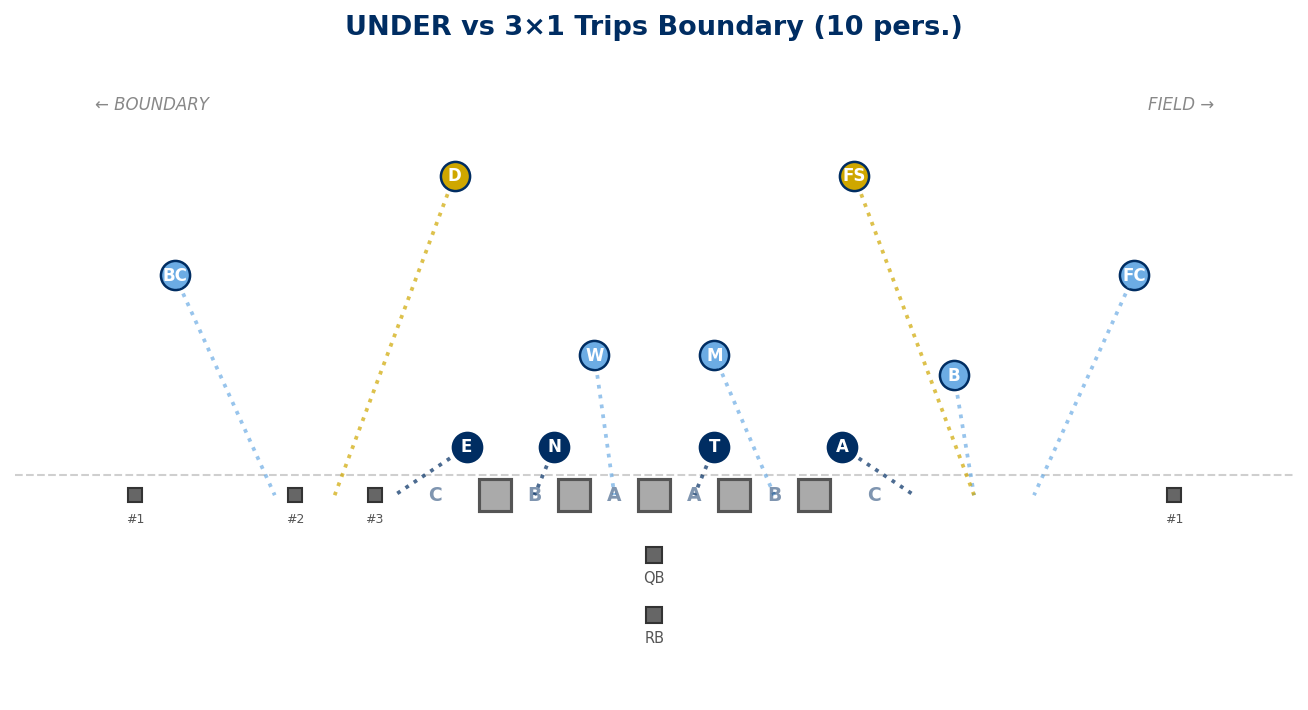 UNDER vs 3×1 Trips Boundary (10 pers.)
← BOUNDARY
FIELD →
D
FS
BC
FC
W
M
B
E
N
T
A
C
B
A
A
B
C
#1
#2
#3
#1
QB
RB